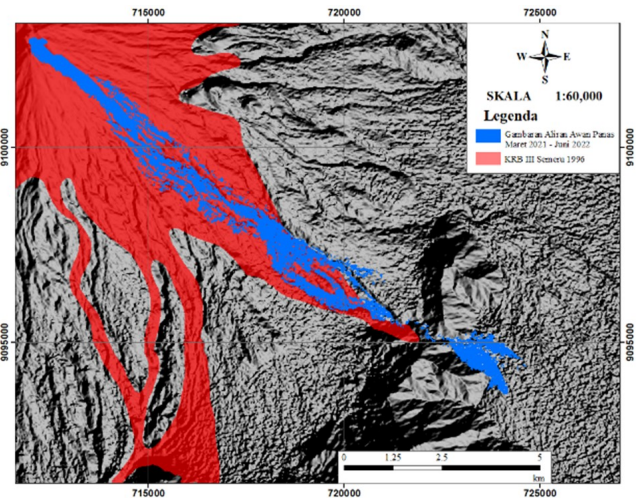 715000 720000 725000
N
W E
S
SKALA 1:60,000
Legenda
Gambaran Aliran Awan Panas
Maret 2021 - Juni 2022
KRB III Semeru 1996
9100000 9100000
9095000 9095000
0 1.25 2.5 5
km
715000 720000 725000